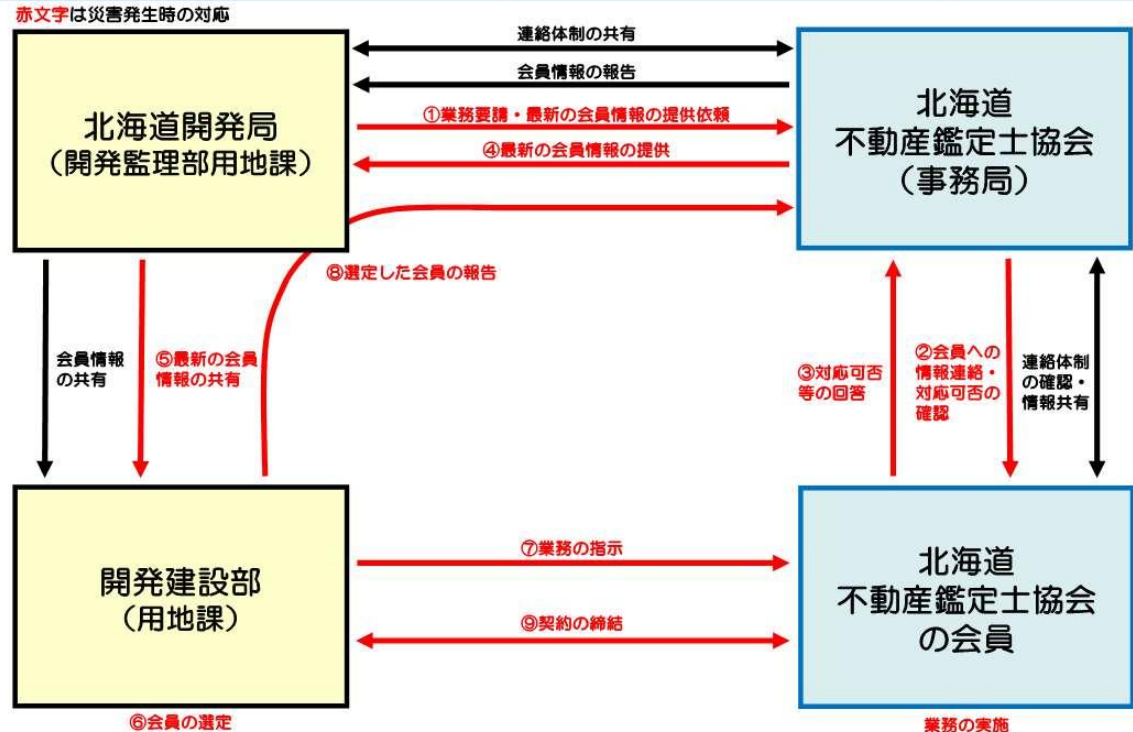 赤文字は災害発生時の対応
連絡体制の共有
会員情報の報告
①業務要請・最新の会員情報の提供依頼
④最新の会員情報の提供
北海道開発局
（開発監理部用地課）
北海道
不動産鑑定士協会
（事務局）
⑧選定した会員の報告
会員情報
の共有
⑤最新の会員
情報の共有
③対応可否
等の回答
②会員への
情報連絡・
対応可否の
確認
連絡体制
の確認・
情報共有
開発建設部
（用地課）
⑦業務の指示
⑨契約の締結
北海道
不動産鑑定士協会
の会員
⑥会員の選定
業務の実施